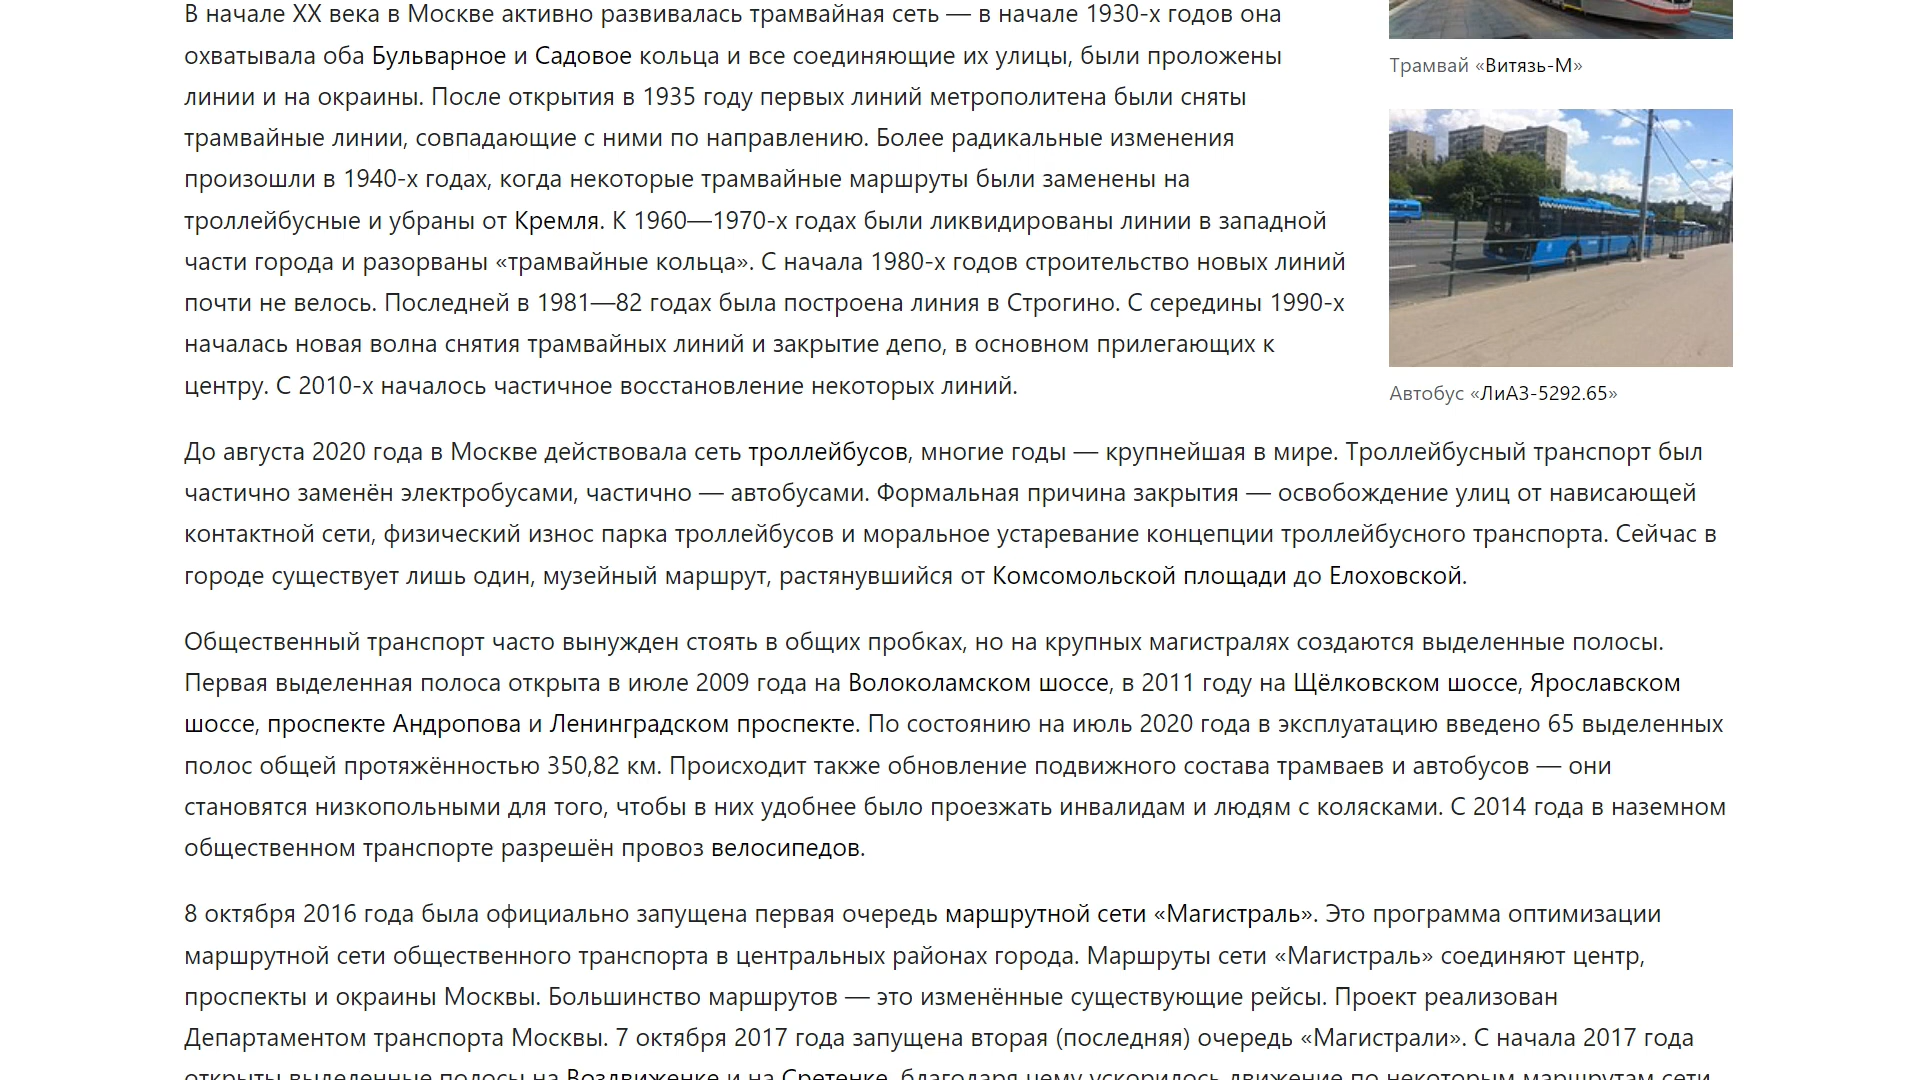 В начале XX века в Москве активно развивалась трамвайная сеть — в начале 1930-х годов она
охватывала оба Бульварное и Садовое кольца и все соединяющие их улицы, были проложены
линии и на окраины. После открытия в 1935 году первых линий метрополитена были сняты
трамвайные линии, совпадающие с ними по направлению. Более радикальные изменения
произошли в 1940-х годах, когда некоторые трамвайные маршруты были заменены на
троллейбусные и убраны от Кремля. К 1960—1970-х годах были ликвидированы линии в западной
части города и разорваны «трамвайные кольца». С начала 1980-х годов строительство новых линий
почти не велось. Последней в 1981—82 годах была построена линия в Строгино. С середины 1990-х
началась новая волна снятия трамвайных линий и закрытие депо, в основном прилегающих к
центру. С 2010-х началось частичное восстановление некоторых линий.
Трамвай «Витязь-М»
Автобус «ЛиАЗ-5292.65»
До августа 2020 года в Москве действовала сеть троллейбусов, многие годы — крупнейшая в мире. Троллейбусный транспорт был
частично заменён электробусами, частично — автобусами. Формальная причина закрытия — освобождение улиц от нависающей
контактной сети, физический износ парка троллейбусов и моральное устаревание концепции троллейбусного транспорта. Сейчас в
городе существует лишь один, музейный маршрут, растянувшийся от Комсомольской площади до Елоховской.
Общественный транспорт часто вынужден стоять в общих пробках, но на крупных магистралях создаются выделенные полосы.
Первая выделенная полоса открыта в июле 2009 года на Волоколамском шоссе, в 2011 году на Щёлковском шоссе, Ярославском
шоссе, проспекте Андропова и Ленинградском проспекте. По состоянию на июль 2020 года в эксплуатацию введено 65 выделенных
полос общей протяжённостью 350,82 км. Происходит также обновление подвижного состава трамваев и автобусов — они
становятся низкопольными для того, чтобы в них удобнее было проезжать инвалидам и людям с колясками. С 2014 года в наземном
общественном транспорте разрешён провоз велосипедов.
8 октября 2016 года была официально запущена первая очередь маршрутной сети «Магистраль». Это программа оптимизации
маршрутной сети общественного транспорта в центральных районах города. Маршруты сети «Магистраль» соединяют центр,
проспекты и окраины Москвы. Большинство маршрутов — это изменённые существующие рейсы. Проект реализован
Департаментом транспорта Москвы. 7 октября 2017 года запущена вторая (последняя) очередь «Магистрали». С начала 2017 года
открыты выделенные полосы на Воздвиженке и на Сретенке, благодаря чему ускорилось движение по некоторым маршрутам сети